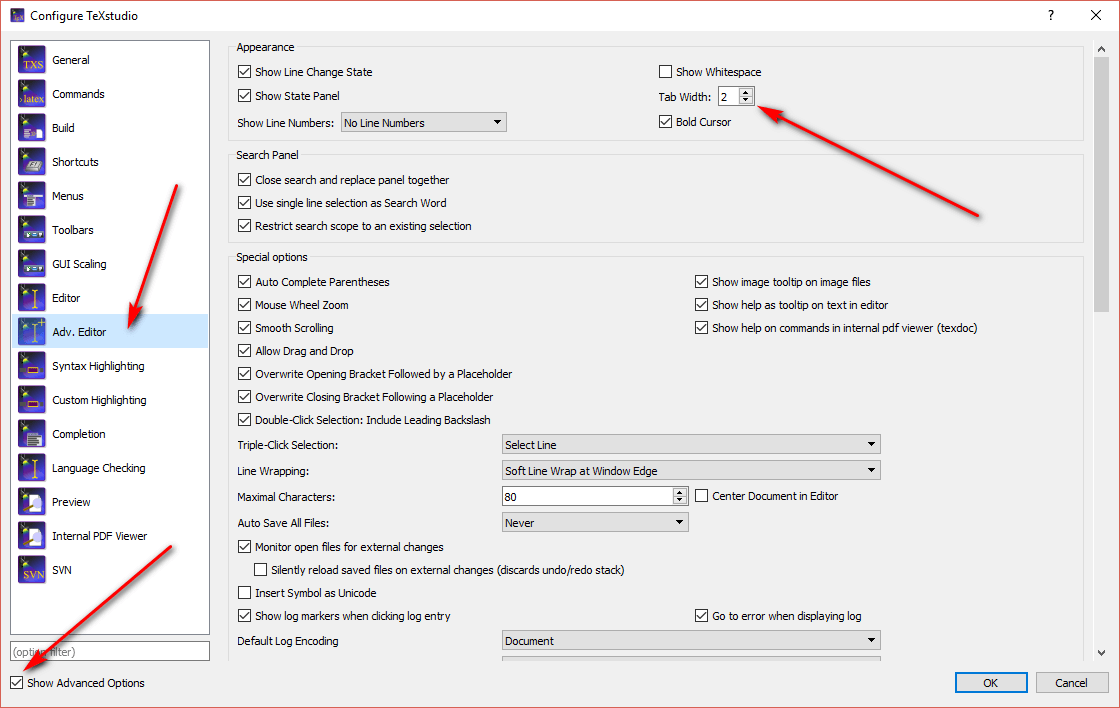 Configure TeXstudio
?
TXS General
latex Commands
Build
Shortcuts
Menus
Toolbars
GUI Scaling
Editor
Adv. Editor
Syntax Highlighting
Custom Highlighting
Completion
Language Checking
Preview
Internal PDF Viewer
SVN SVN
(option filter)
Show Advanced Options
Appearance
Show Line Change State
Show Whitespace
Show State Panel
Tab Width: 2
Show Line Numbers: No Line Numbers
Bold Cursor
Search Panel
Close search and replace panel together
Use single line selection as Search Word
Restrict search scope to an existing selection
Special options
Auto Complete Parentheses
Show image tooltip on image files
Mouse Wheel Zoom
Show help as tooltip on text in editor
Smooth Scrolling
Show help on commands in internal pdf viewer (texdoc)
Allow Drag and Drop
Overwrite Opening Bracket Followed by a Placeholder
Overwrite Closing Bracket Following a Placeholder
Double-Click Selection: Include Leading Backslash
Triple-Click Selection: Select Line
Line Wrapping: Soft Line Wrap at Window Edge
Maximal Characters: 80
Center Document in Editor
Auto Save All Files: Never
Monitor open files for external changes
Silently reload saved files on external changes (discards undo/redo stack)
Insert Symbol as Unicode
Show log markers when clicking log entry
Go to error when displaying log
Default Log Encoding Document
OK
Cancel